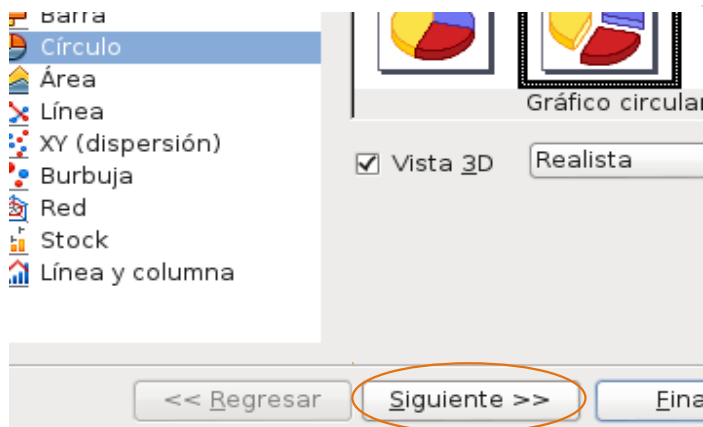 Barra
Círculo
Área
Línea
XY (dispersión)
Burbuja
Red
Stock
Línea y columna
Gráfico circular
Vista 3D
Realista
<< Regresar
Siguiente >>